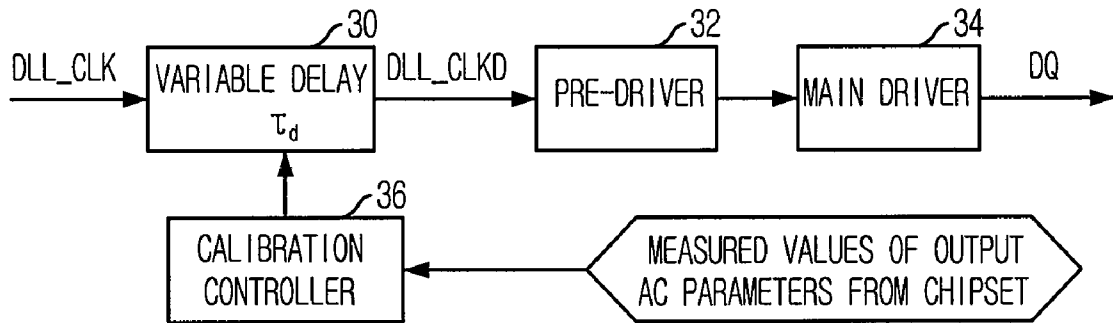 30
32
34
DLL_CLK
VARIABLE DELAY
τd
DLL_CLKD
PRE-DRIVER
MAIN DRIVER
DQ
36
CALIBRATION
CONTROLLER
MEASURED VALUES OF OUTPUT
AC PARAMETERS FROM CHIPSET